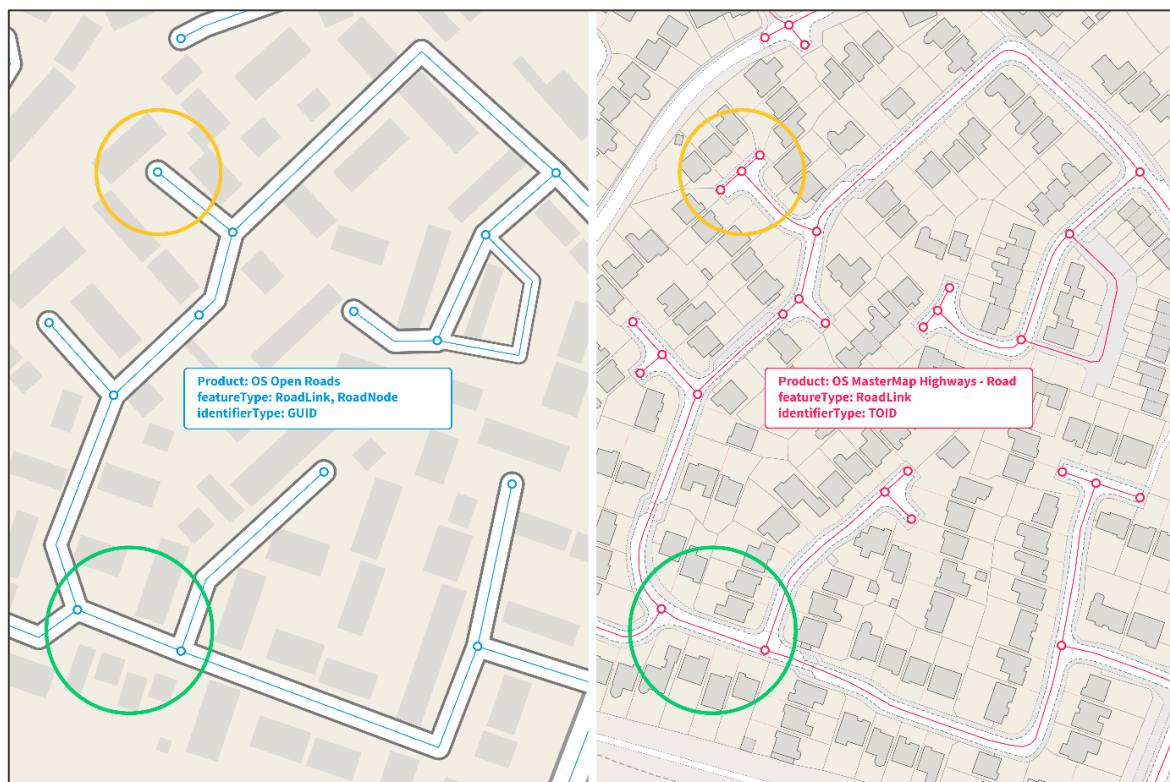 Product: OS Open Roads
featureType: RoadLink, RoadNode
identifierType: GUID
Product: OS MasterMap Highways - Road
featureType: RoadLink
identifierType: TOID